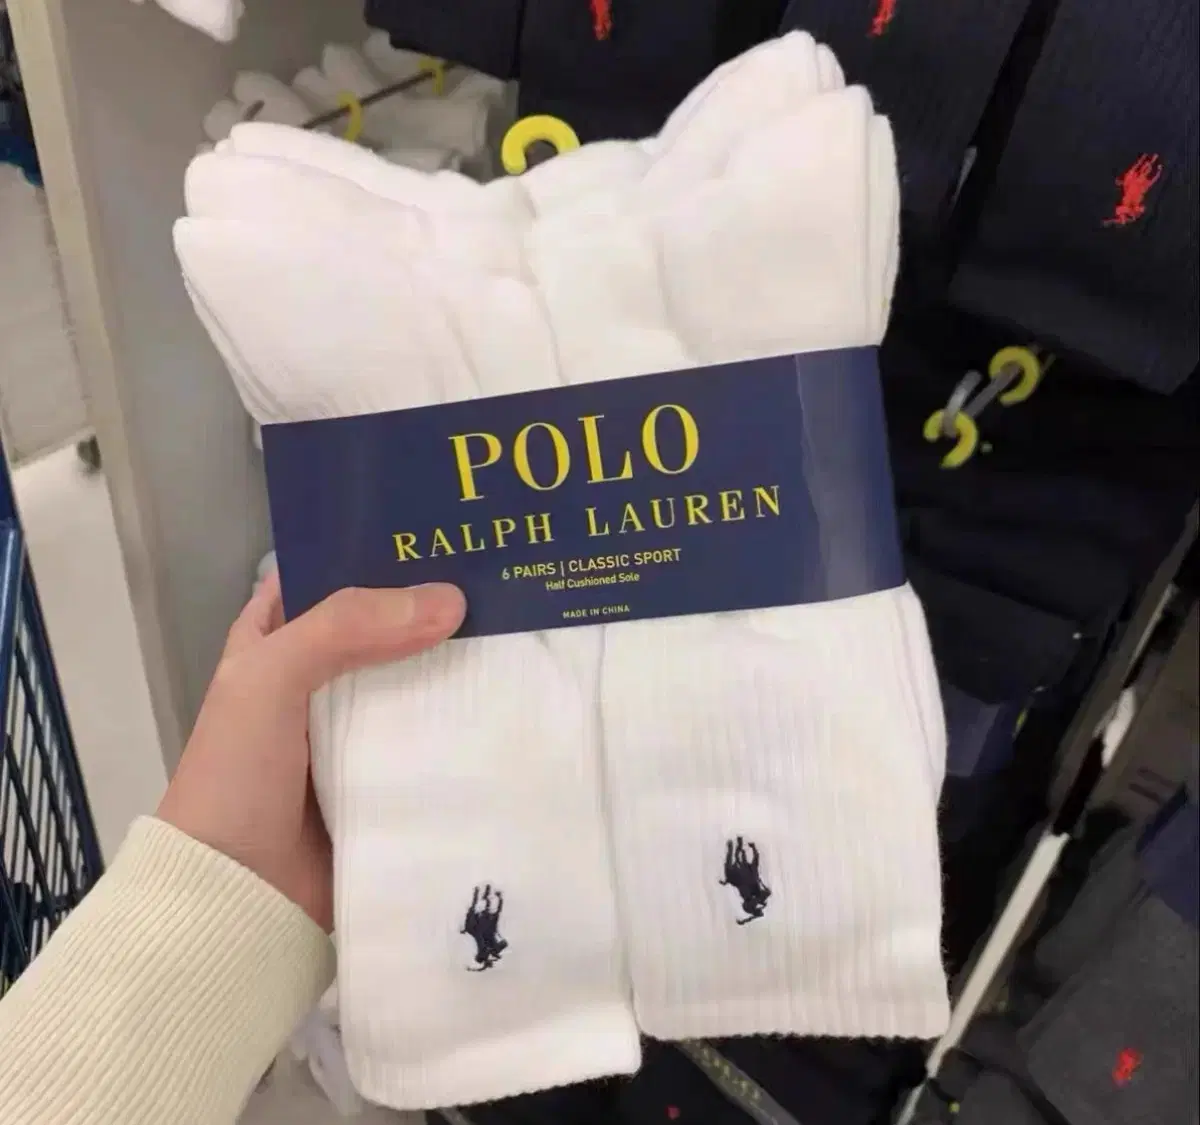 POLO
RALPH LAUREN
6 PAIRS | CLASSIC SPORT
Half Cushioned Sole
MADE IN CHINA